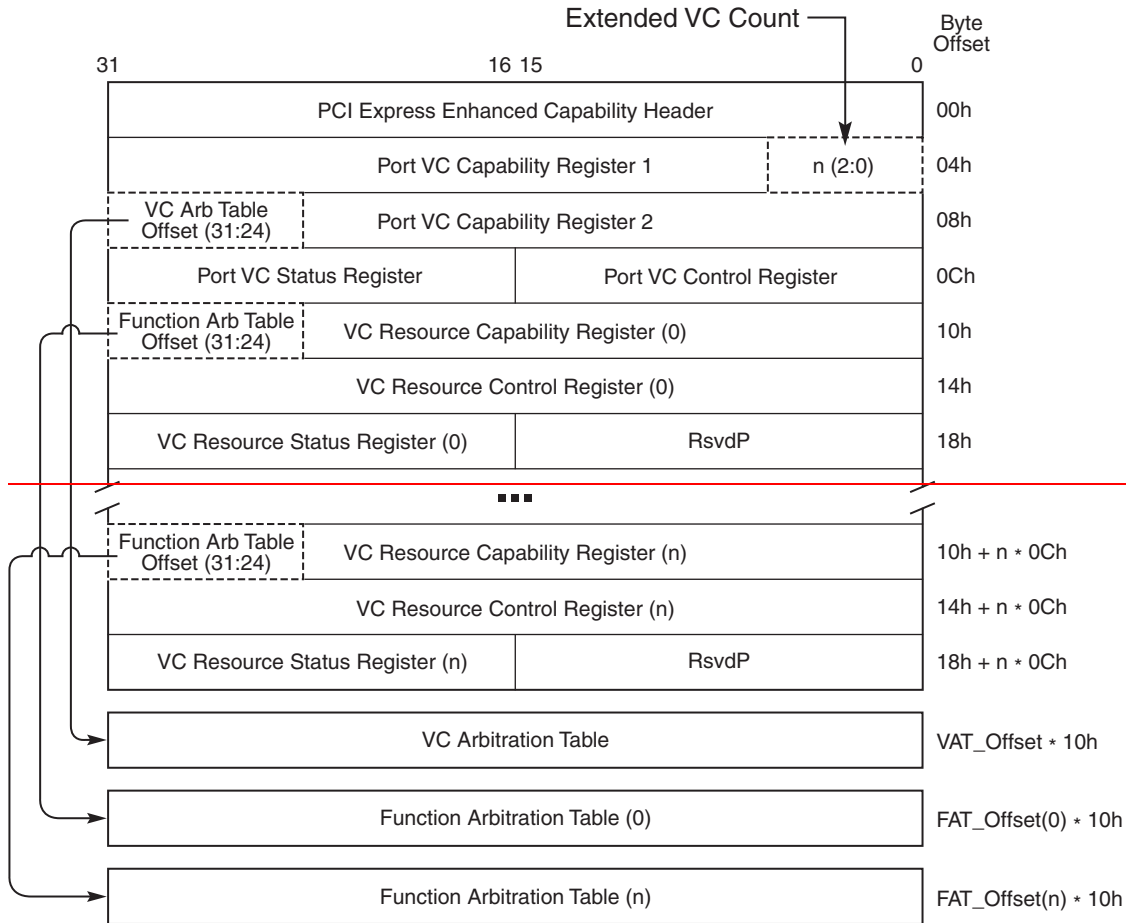 Extended VC Count
Byte
Offset
31 16 15 0
PCI Express Enhanced Capability Header 00h
Port VC Capability Register 1 n (2:0) 04h
VC Arb Table
Offset (31:24)
Port VC Capability Register 2 08h
Port VC Status Register Port VC Control Register 0Ch
Function Arb Table
Offset (31:24)
VC Resource Capability Register (0) 10h
VC Resource Control Register (0) 14h
VC Resource Status Register (0) RsvdP 18h
...
Function Arb Table
Offset (31:24)
VC Resource Capability Register (n) 10h + n * 0Ch
VC Resource Control Register (n) 14h + n * 0Ch
VC Resource Status Register (n) RsvdP 18h + n * 0Ch
VC Arbitration Table VAT_Offset * 10h
Function Arbitration Table (0) FAT_Offset(0) * 10h
Function Arbitration Table (n) FAT_Offset(n) * 10h